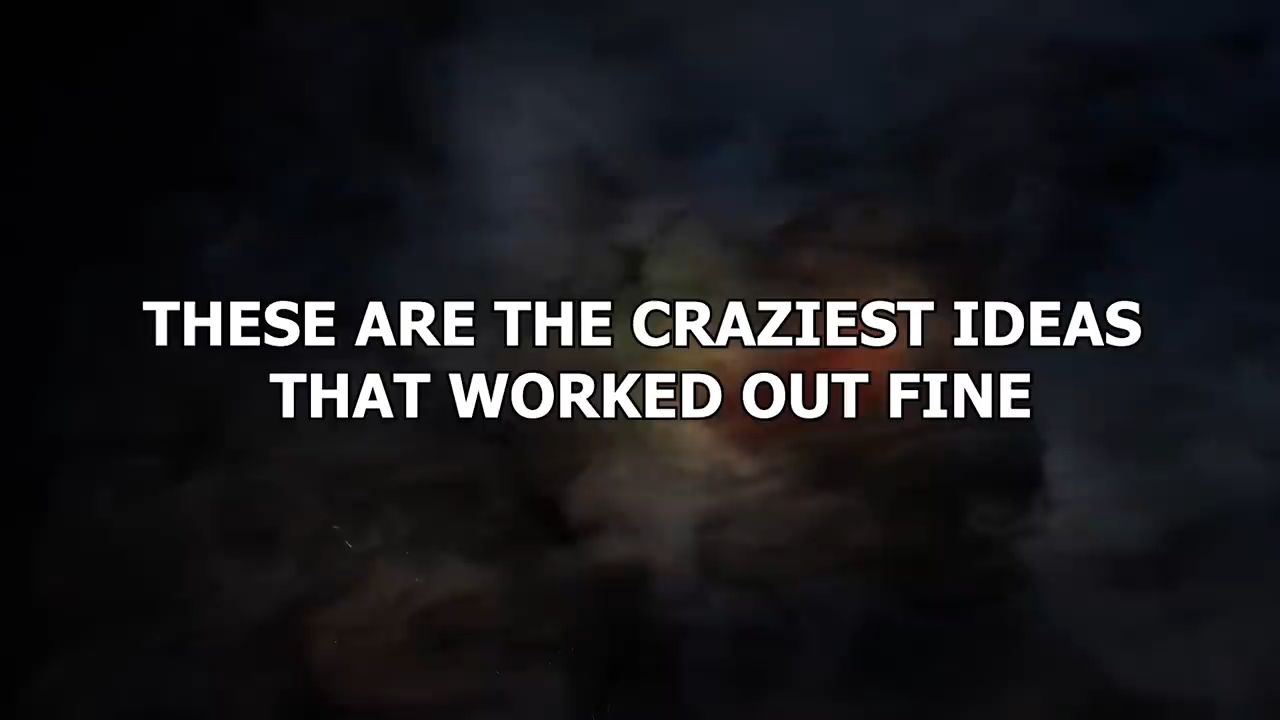 THESE ARE THE CRAZIEST IDEAS
THAT WORKED OUT FINE